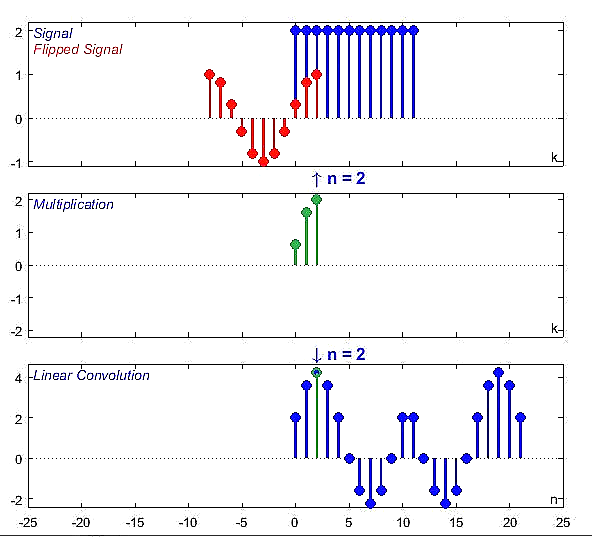 Signal
Flipped Signal
2
1
0
-1
k
↑ n = 2
Multiplication
2
1
0
-1
-2
k
↓ n = 2
Linear Convolution
4
2
0
-2
n
-25 -20 -15 -10 -5 0 5 10 15 20 25